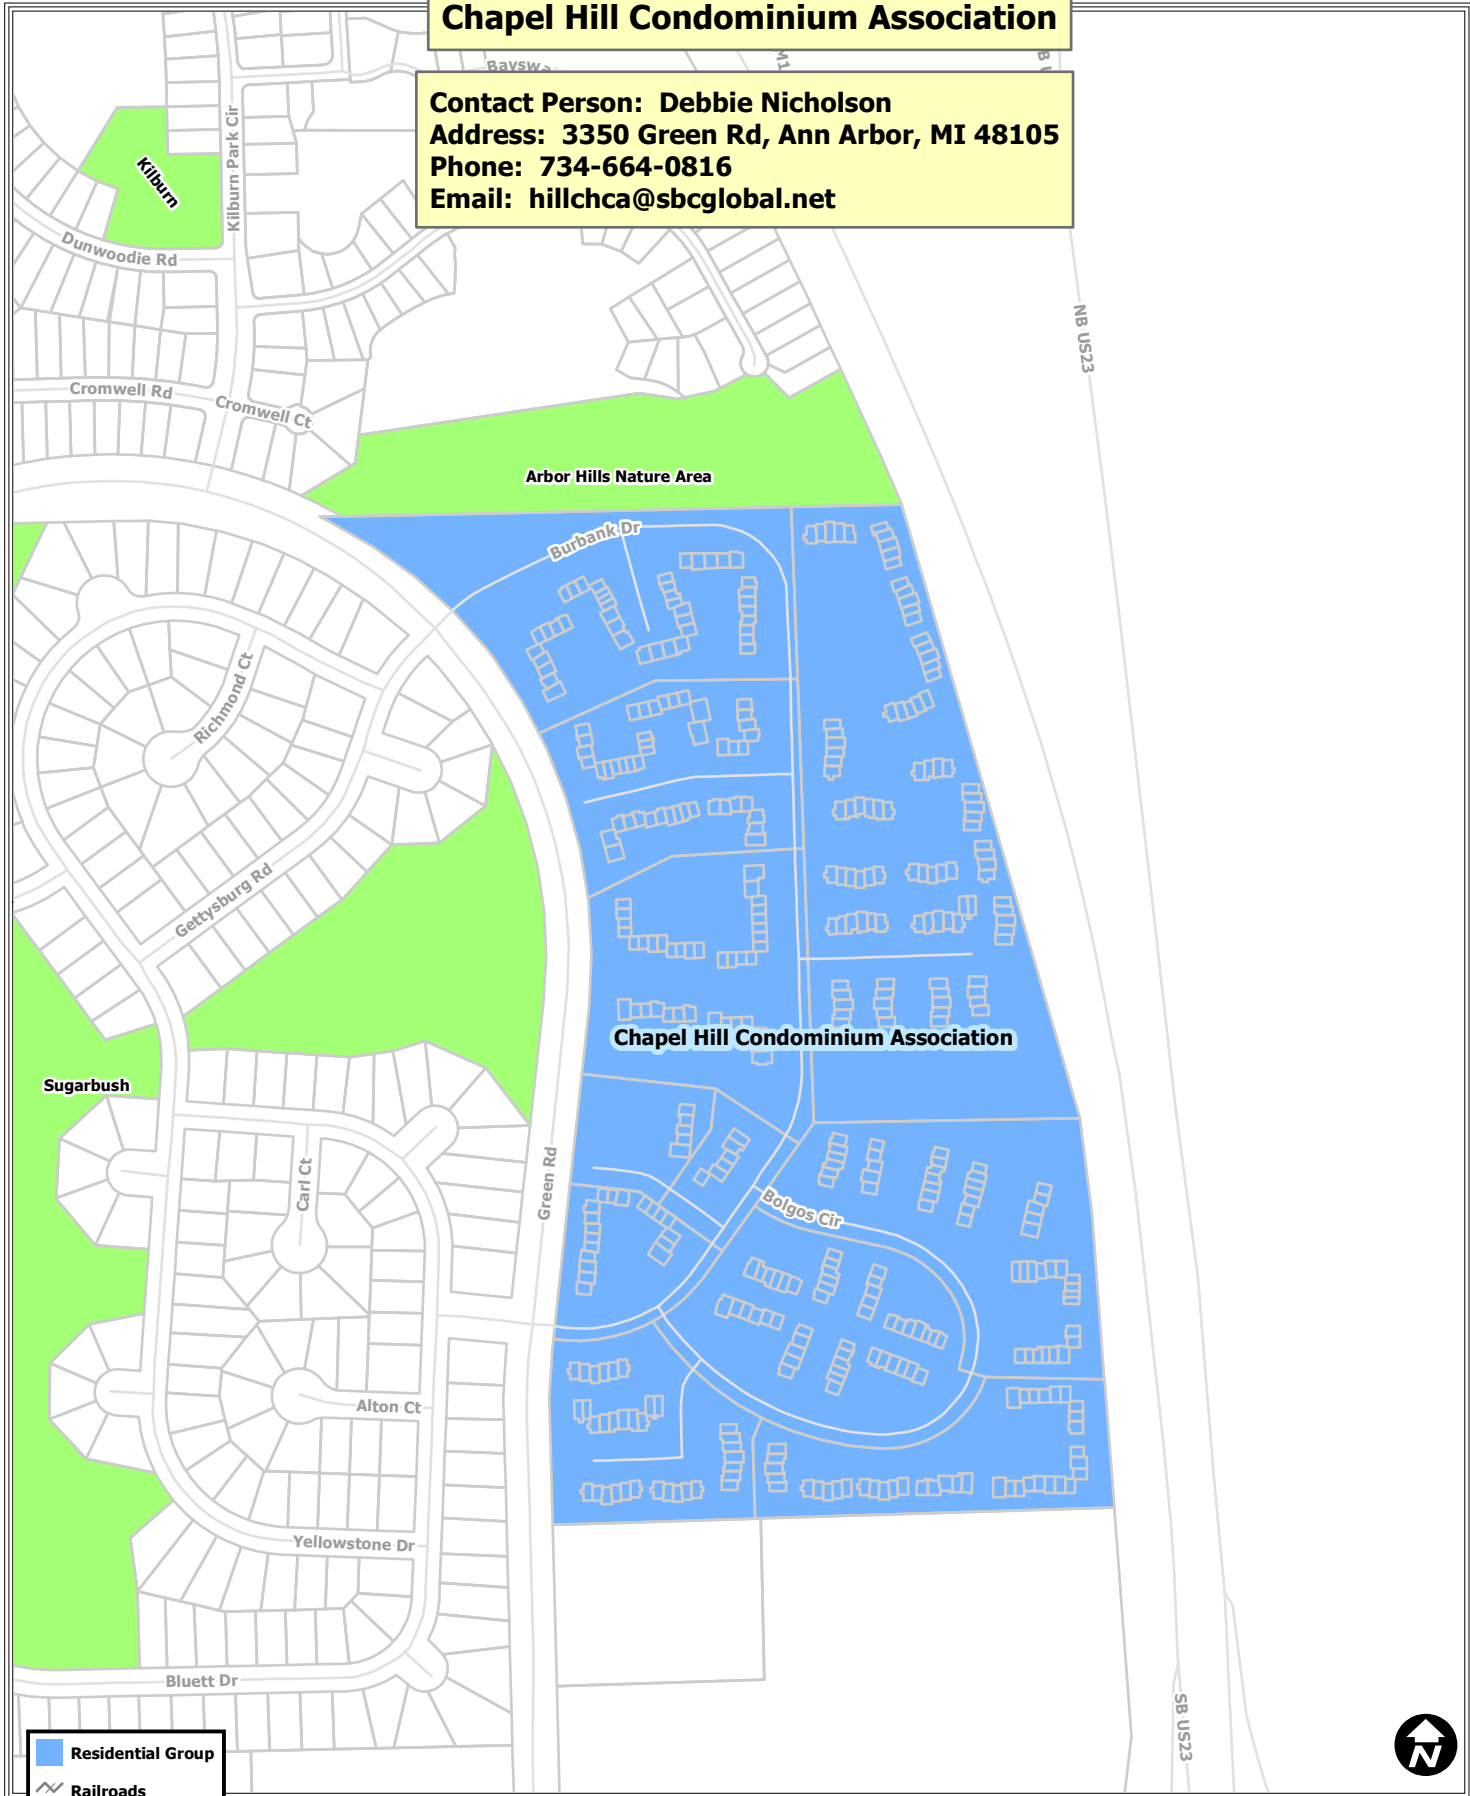 Chapel Hill Condominium Association
Contact Person: Debbie Nicholson
Address: 3350 Green Rd, Ann Arbor, MI 48105
Phone: 734-664-0816
Email: hillchca@sbcglobal.net
Kilburn
Kilburn Park Cir
Dunwoodie Rd
NB US23
Cromwell Rd
Cromwell Ct
Arbor Hills Nature Area
Burbank Dr
Richmond Ct
Gettysburg Rd
Chapel Hill Condominium Association
Sugarbush
Carl Ct
Green Rd
Bolgos Cir
Alton Ct
Yellowstone Dr
Bluett Dr
SB US23
Residential Group
Railroads
N